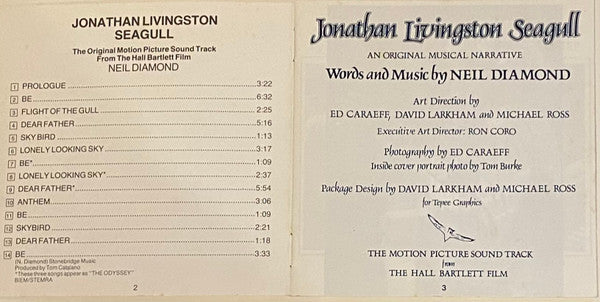 JONATHAN LIVINGSTON
SEAGULL
The Original Motion Picture Sound Track
From The Hall Bartlett Film
NEIL DIAMOND
1 PROLOGUE 3:22
2 BE 6:32
3 FLIGHT OF THE GULL 2:25
4 DEAR FATHER 5:16
5 SKYBIRD 1:13
6 LONELY LOOKING SKY 3:17
7 BE* 1:09
8 LONELY LOOKING SKY* 2:37
9 DEAR FATHER* 5:54
10 ANTHEM 3:06
11 BE 1:09
12 SKYBIRD 2:21
13 DEAR FATHER 1:18
14 BE 3:33
(N. Diamond) Stonebridge Music
Produced by Tom Catalano
*These three songs appear as "THE ODYSSEY"
BIEM/STEMRA
2
Jonathan Livingston Seagull
AN ORIGINAL MUSICAL NARRATIVE
Words and Music by NEIL DIAMOND
Art Direction by
ED CARAEFF, DAVID LARKHAM and MICHAEL ROSS
Executive Art Director: RON CORO
Photography by ED CARAEFF
Inside cover portrait photo by Tom Burke
Package Design by DAVID LARKHAM and MICHAEL ROSS
for Tepee Graphics
THE MOTION PICTURE SOUND TRACK
from
THE HALL BARTLETT FILM
3